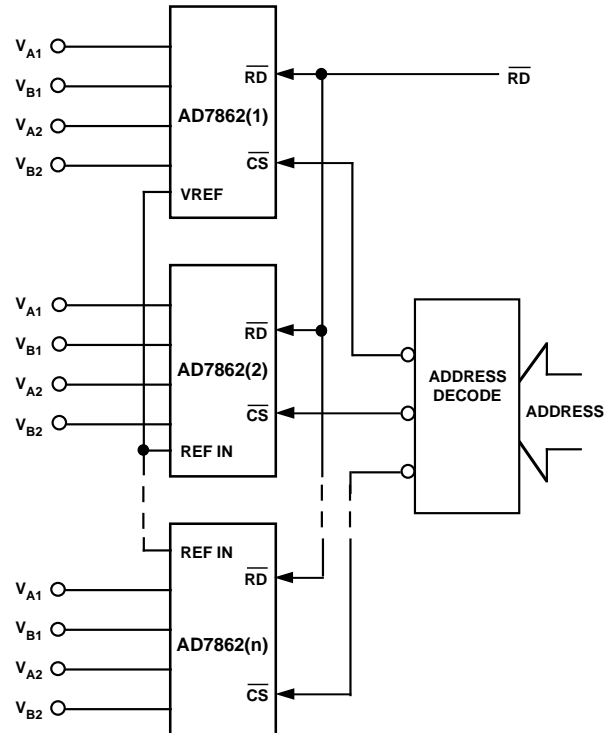 V_A1
V_B1
V_A2
V_B2
RD
AD7862(1)
CS
VREF
RD
V_A1
V_B1
V_A2
V_B2
RD
AD7862(2)
CS
REF IN
ADDRESS
DECODE
ADDRESS
REF IN
V_A1
V_B1
V_A2
V_B2
RD
AD7862(n)
CS